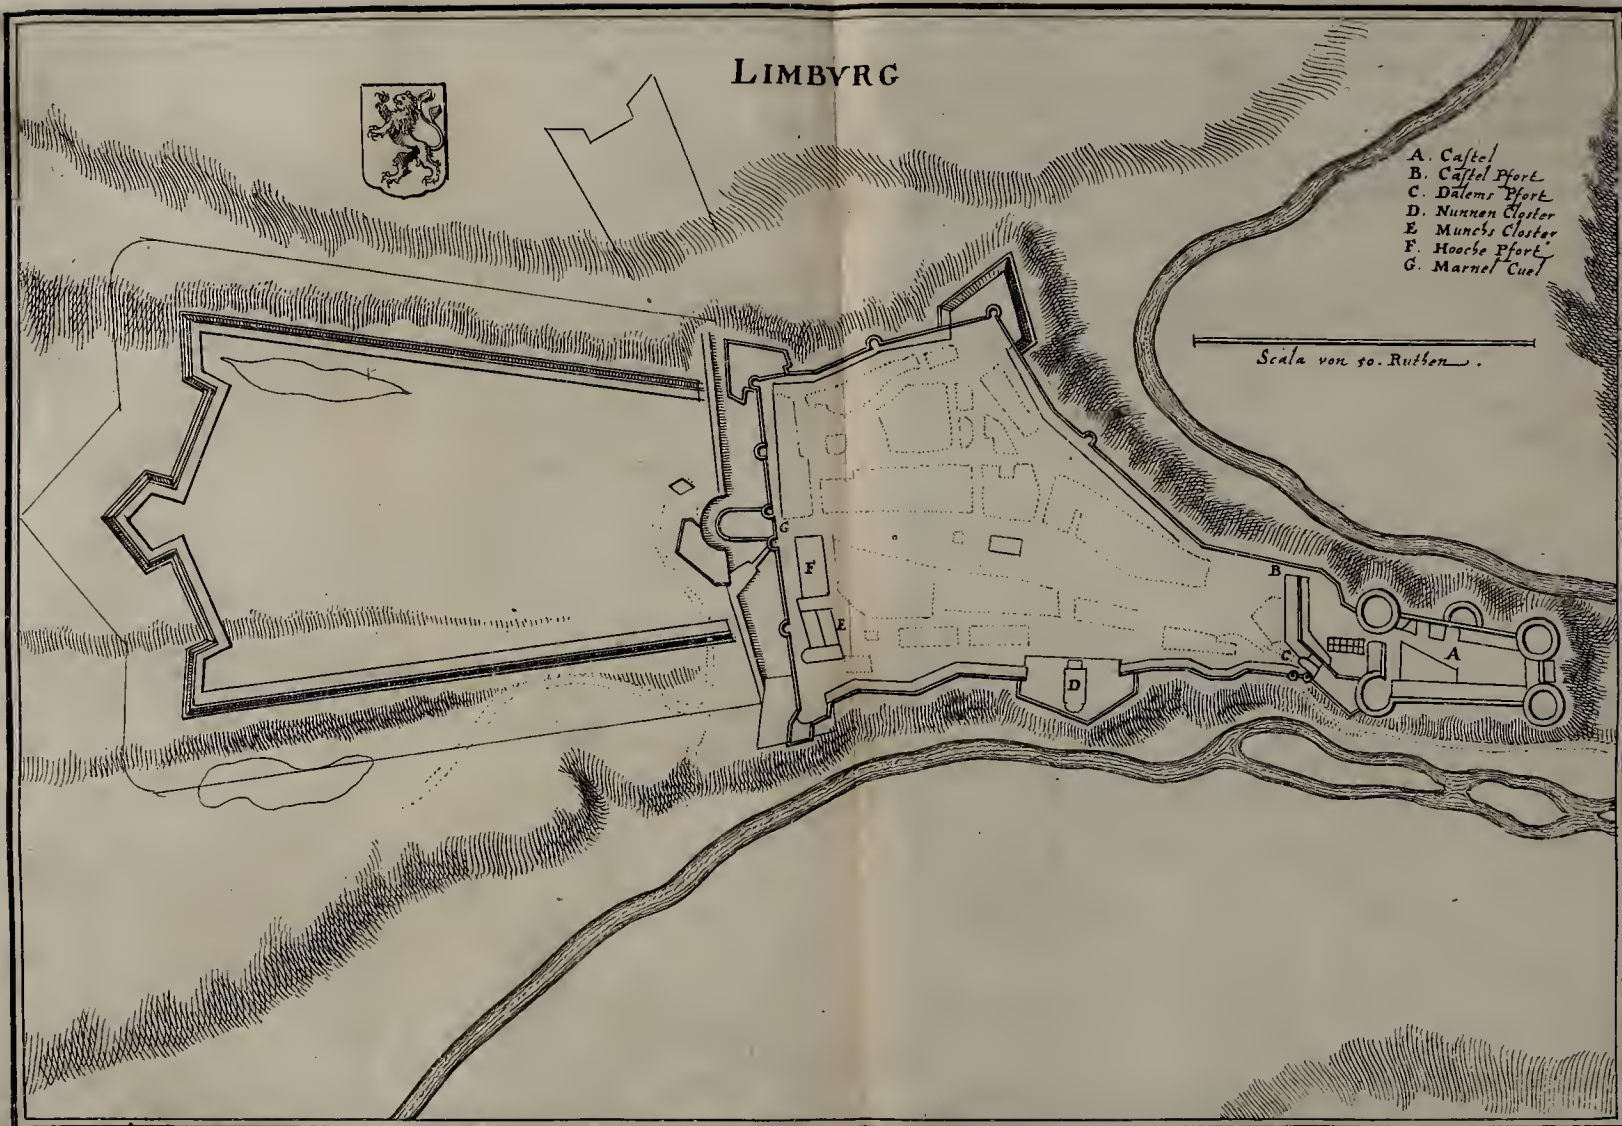 LIMBVRG
A. Caſtel
B. Caſtel Pfort
C. Dalems Pfort
D. Nunnen Cloſter
E Munchs Cloſter
F. Hooche Pfort
G. Marnel Cuel
Scala von 50. Ruthen.
G
F
E
B
C
D
A